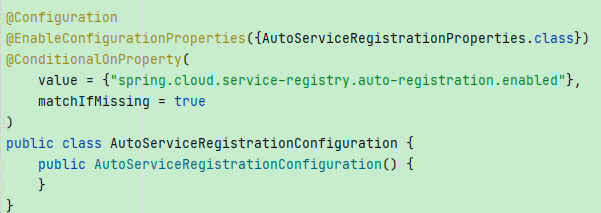 @Configuration
@EnableConfigurationProperties({AutoServiceRegistrationProperties.class})
@ConditionalOnProperty(
    value = {"spring.cloud.service-registry.auto-registration.enabled"},
    matchIfMissing = true
)
public class AutoServiceRegistrationConfiguration {
    public AutoServiceRegistrationConfiguration() {
    }
}